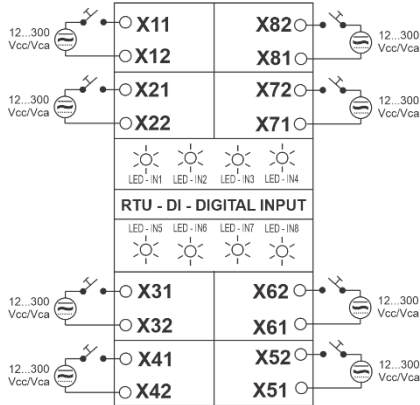 X11 X82
12...300
Vcc/Vca
12...300
Vcc/Vca
X12 X81
X21 X72
12...300
Vcc/Vca
12...300
Vcc/Vca
X22 X71
LED - IN1 LED - IN2 LED - IN3 LED - IN4
RTU - DI - DIGITAL INPUT
LED - IN5 LED - IN6 LED - IN7 LED - IN8
X31 X62
12...300
Vcc/Vca
12...300
Vcc/Vca
X32 X61
X41 X52
12...300
Vcc/Vca
12...300
Vcc/Vca
X42 X51